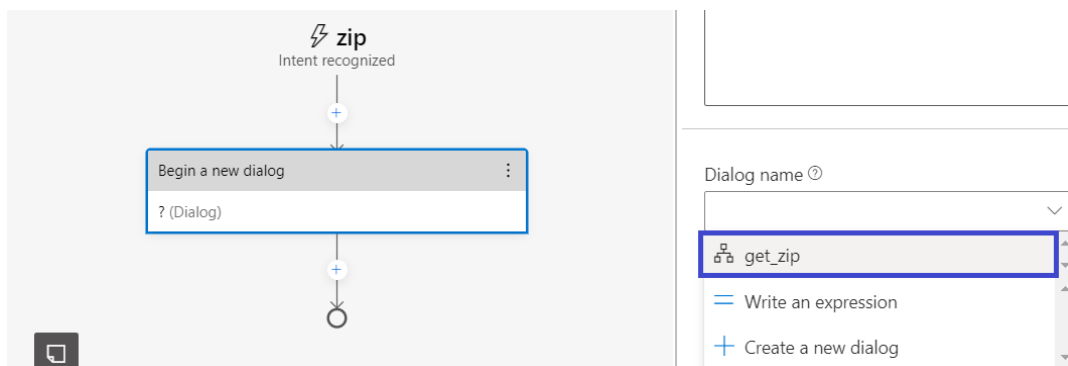 zip
Intent recognized
Begin a new dialog
? (Dialog)
Dialog name
get_zip
Write an expression
Create a new dialog